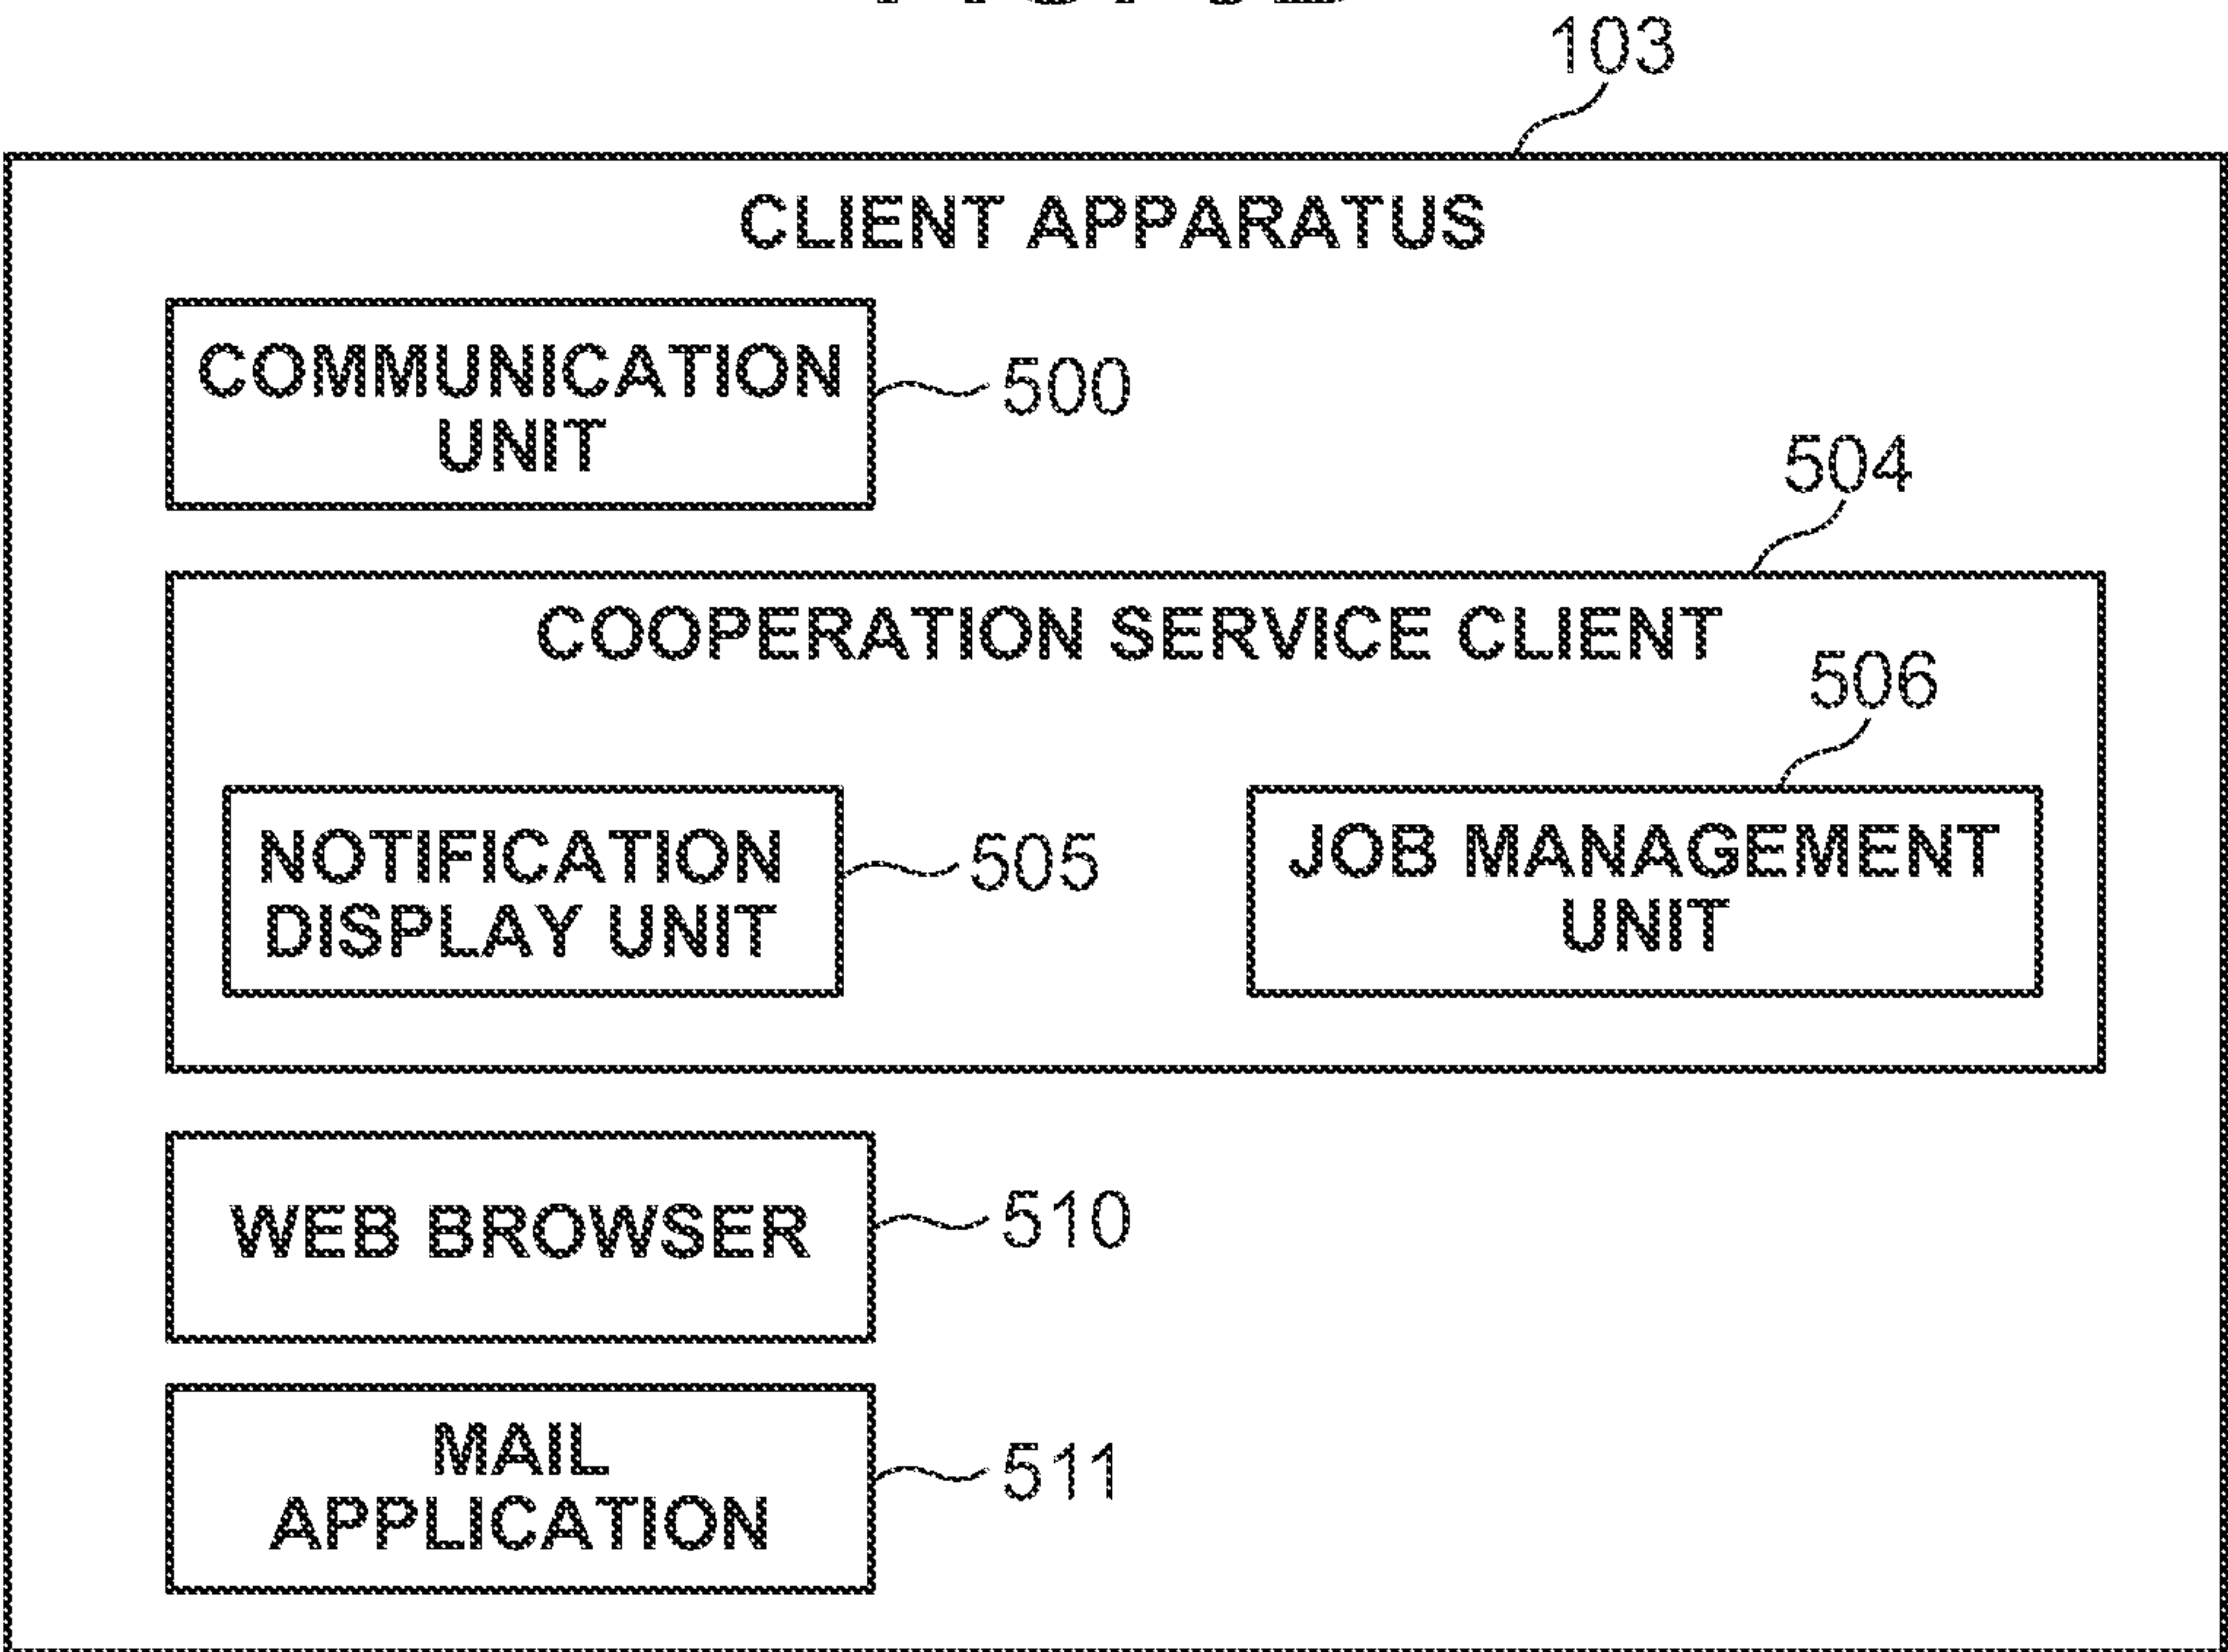 103
CLIENT APPARATUS
COMMUNICATION
UNIT
500
504
COOPERATION SERVICE CLIENT
506
NOTIFICATION
DISPLAY UNIT
505
JOB MANAGEMENT
UNIT
WEB BROWSER
510
MAIL
APPLICATION
511